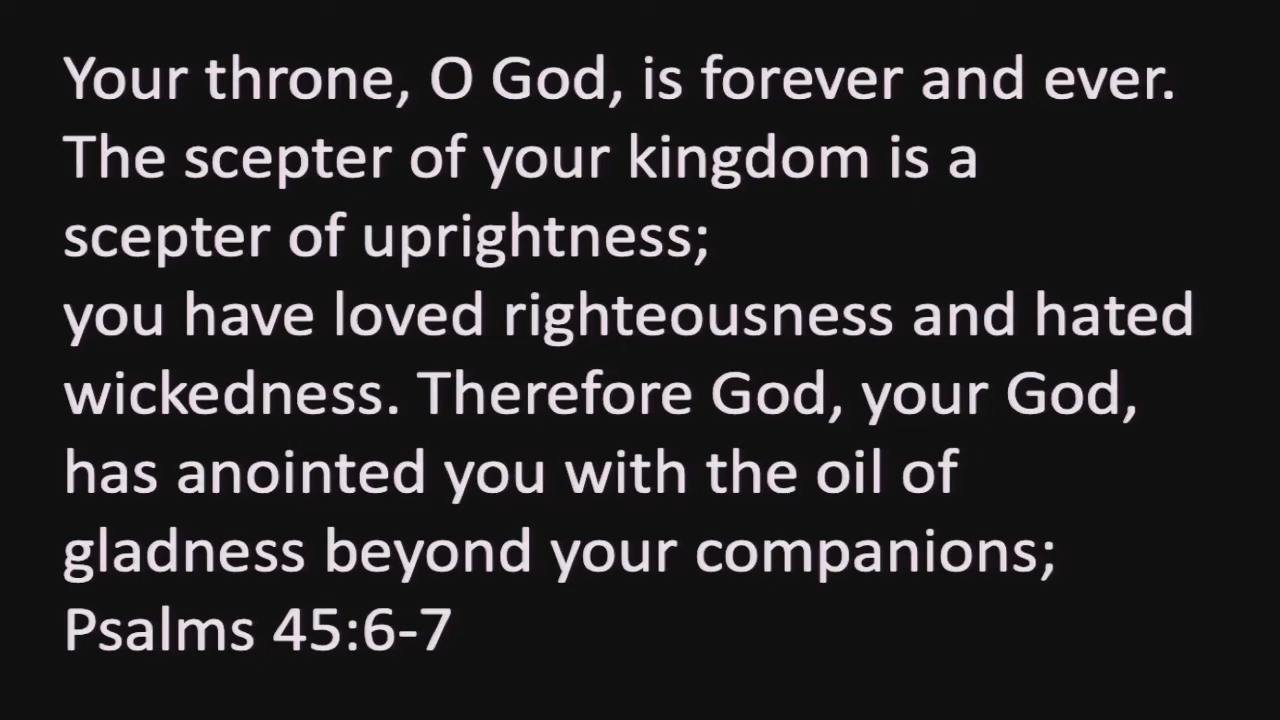 Your throne, O God, is forever and ever.
The scepter of your kingdom is a
scepter of uprightness;
you have loved righteousness and hated
wickedness. Therefore God, your God,
has anointed you with the oil of
gladness beyond your companions;
Psalms 45:6-7